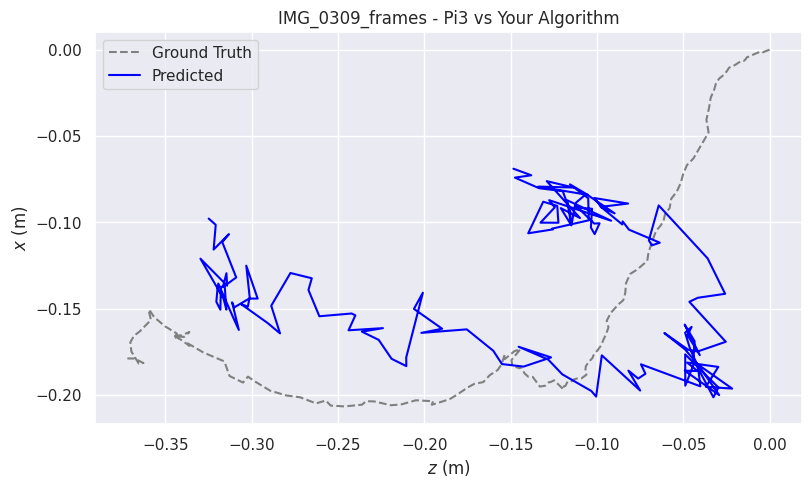 IMG_0309_frames - Pi3 vs Your Algorithm
Ground Truth
Predicted
0.00
−0.05
−0.10
−0.15
−0.20
x (m)
−0.35 −0.30 −0.25 −0.20 −0.15 −0.10 −0.05 0.00
z (m)